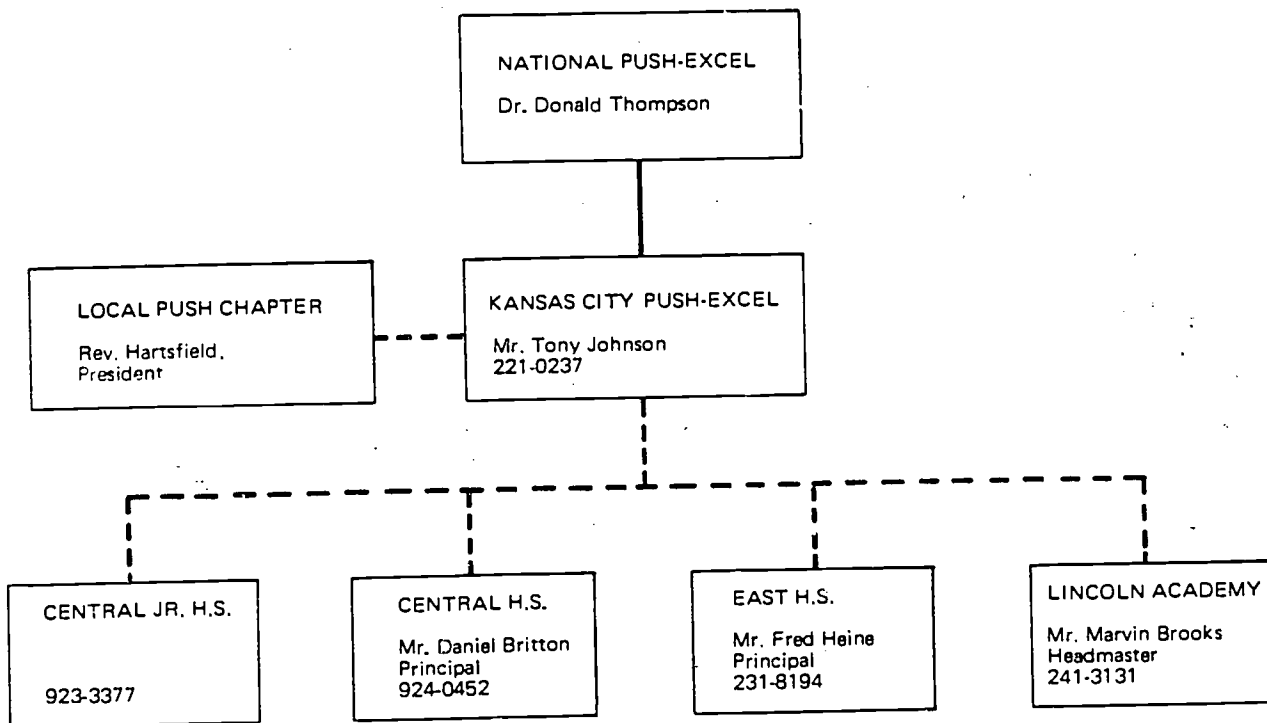 NATIONAL PUSH-EXCEL
Dr. Donald Thompson
LOCAL PUSH CHAPTER
Rev. Hartsfield,
President
KANSAS CITY PUSH-EXCEL
Mr. Tony Johnson
221-0237
CENTRAL JR. H.S.
923-3377
CENTRAL H.S.
Mr. Daniel Britton
Principal
924-0452
EAST H.S.
Mr. Fred Heine
Principal
231-8194
LINCOLN ACADEMY
Mr. Marvin Brooks
Headmaster
241-3131